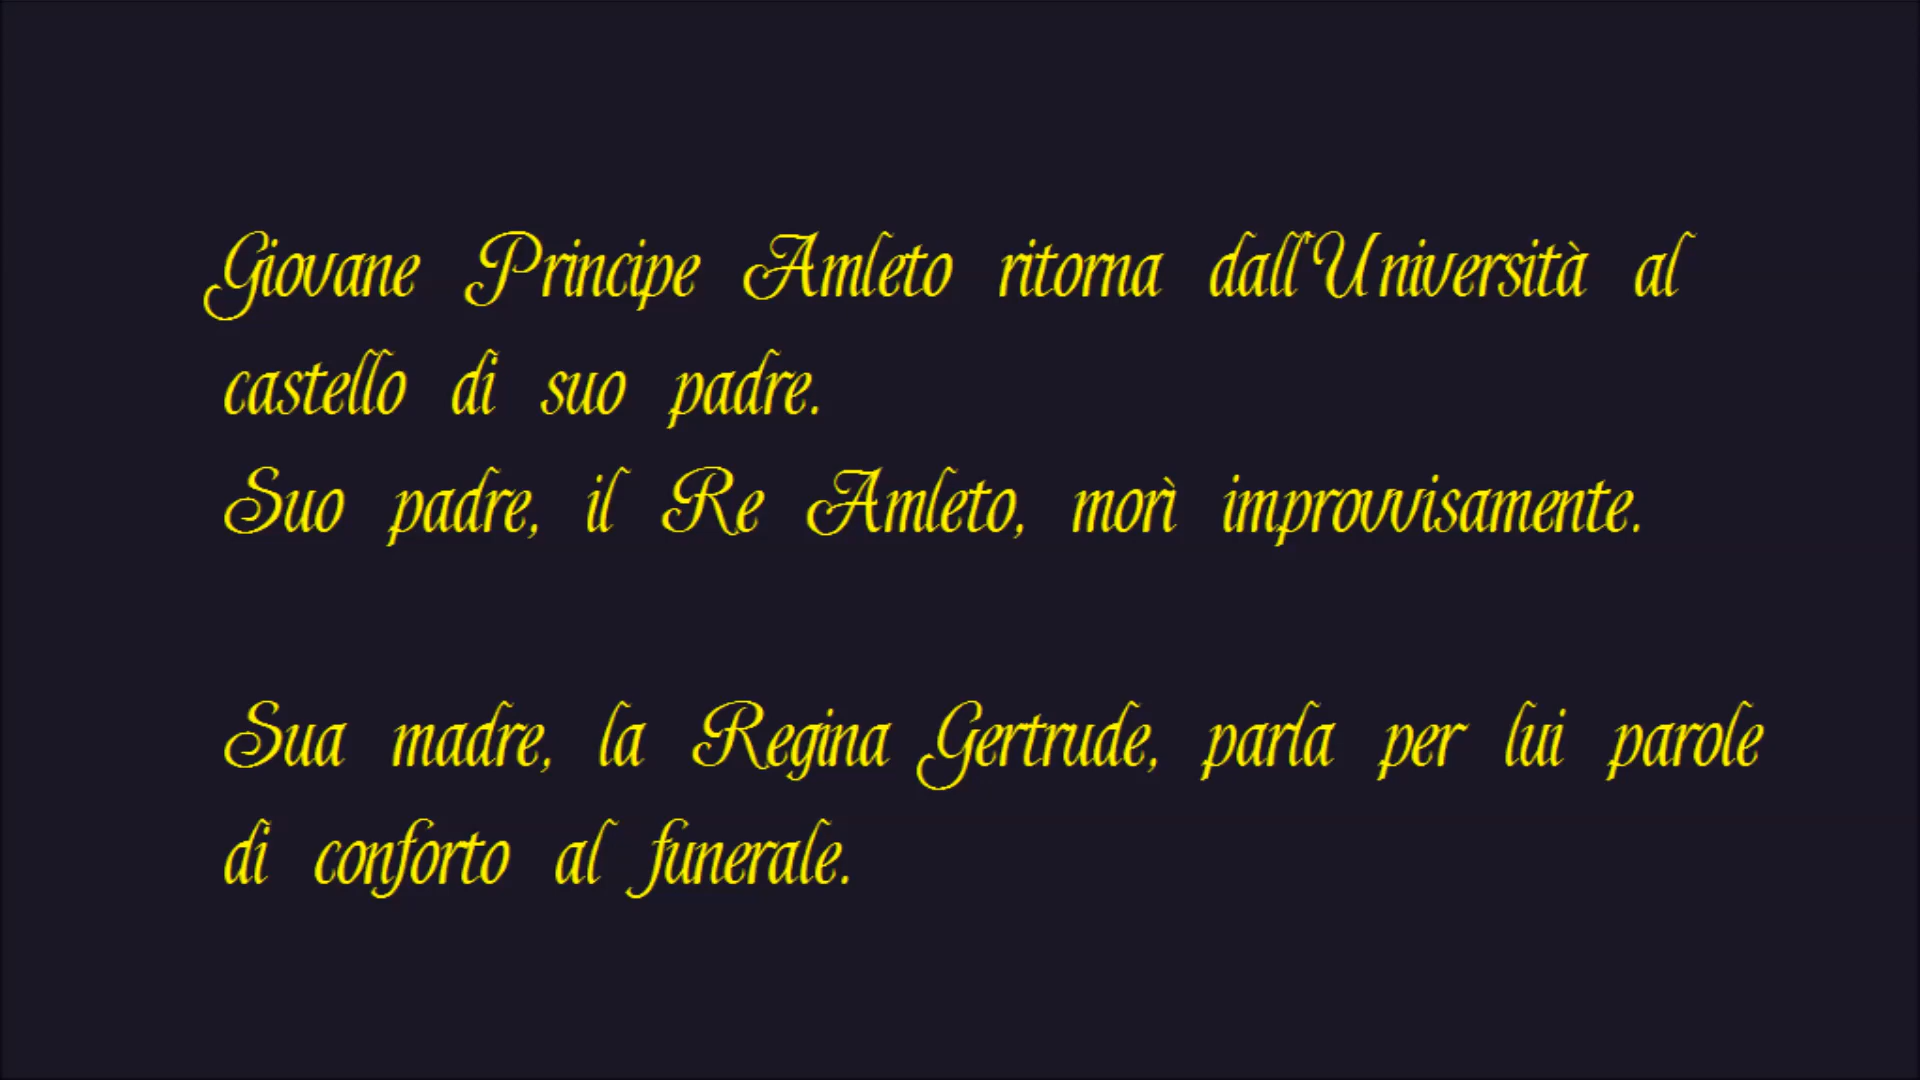 Giovane Principe Amleto ritorna dall'Università al
castello di suo padre.
Suo padre, il Re Amleto, morì improvvisamente.
Sua madre, la Regina Gertrude, parla per lui parole
di conforto al funerale.